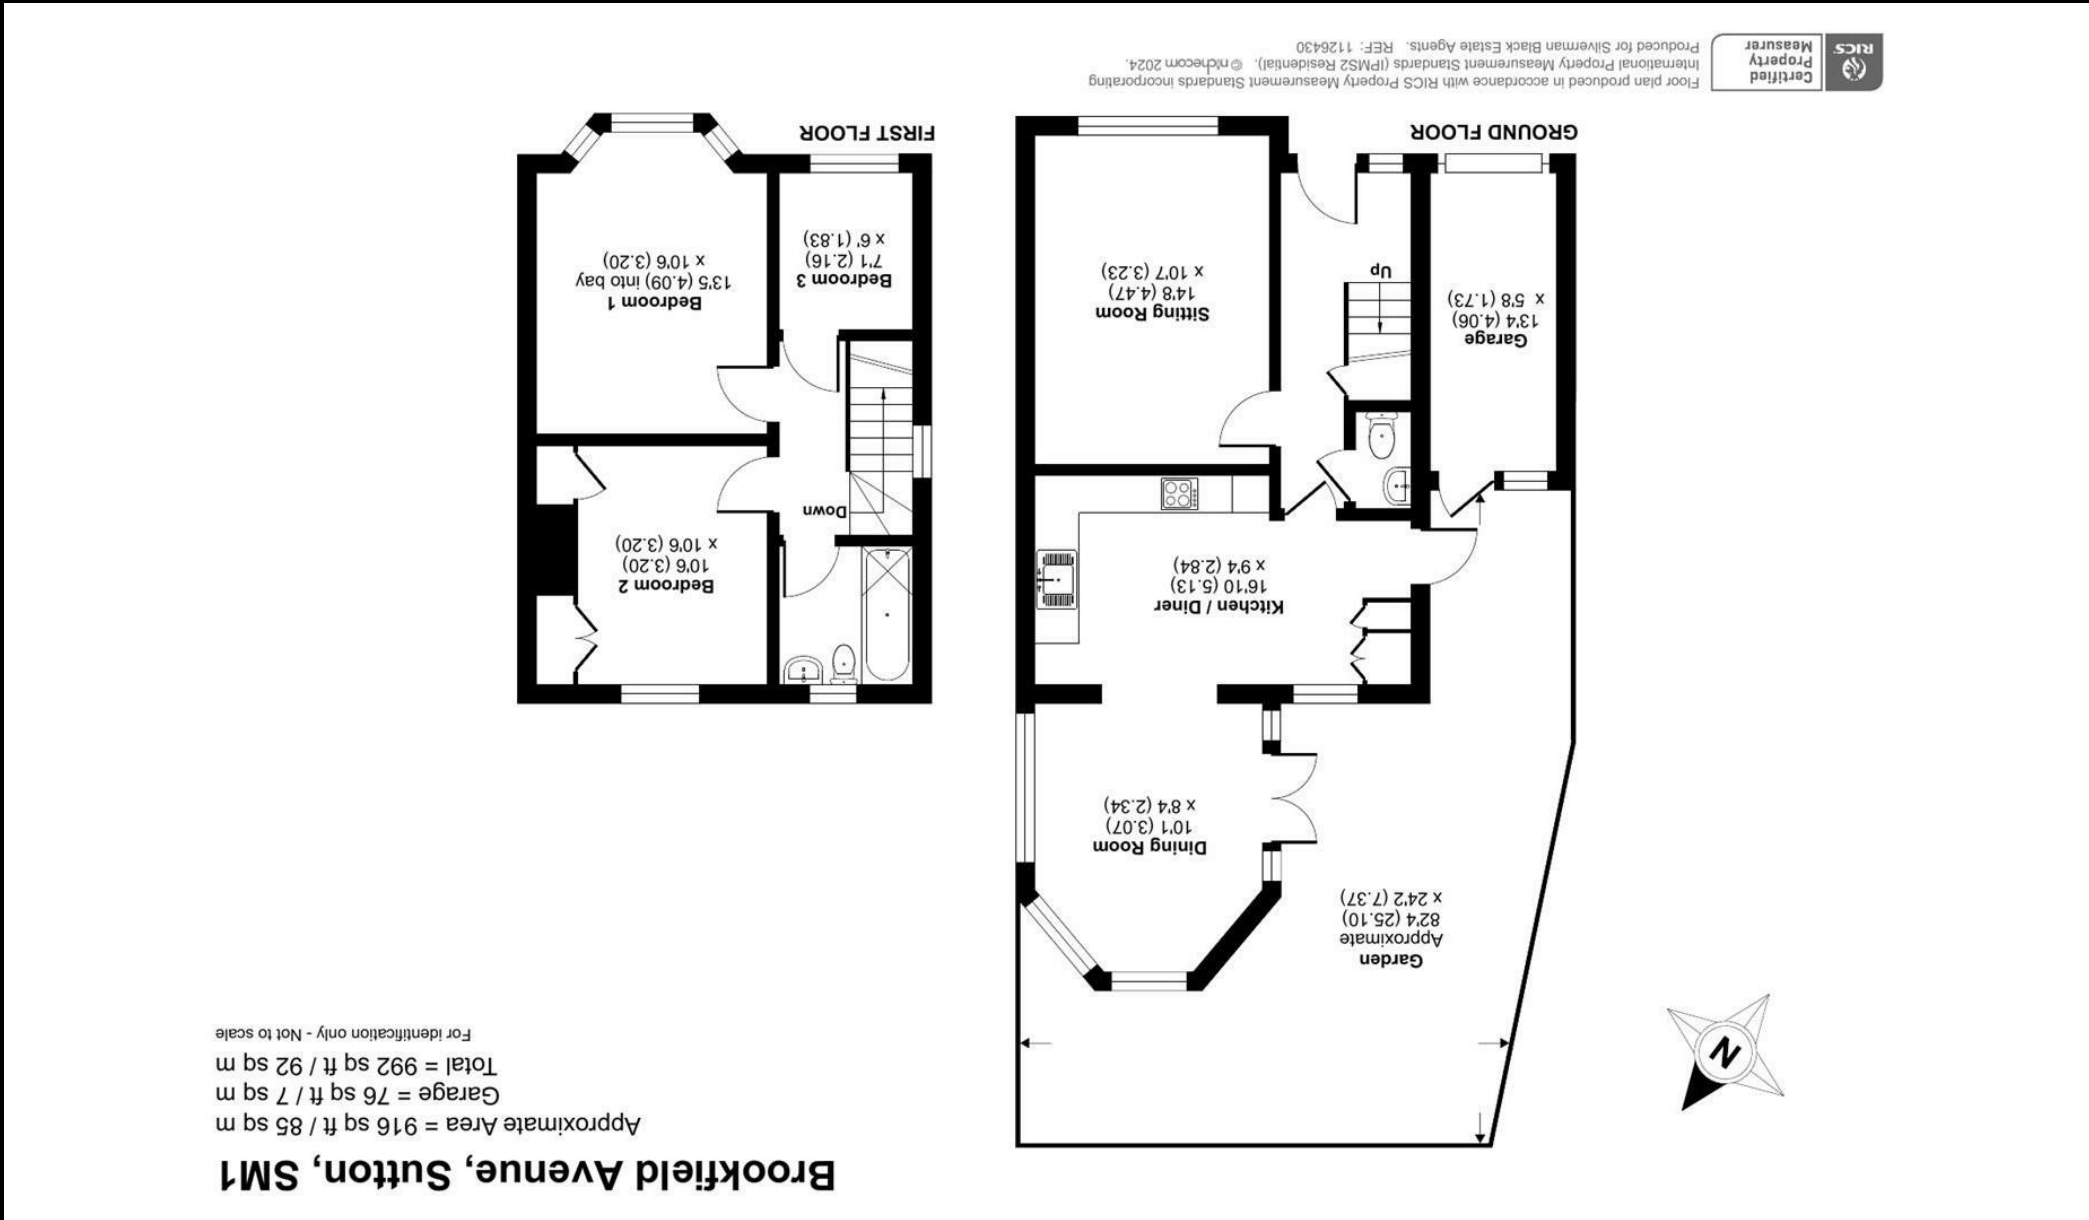 Brookfield Avenue, Sutton, SM1
Approximate Area = 916 sq ft / 85 sq m
Garage = 76 sq ft / 7 sq m
Total = 992 sq ft / 92 sq m
For identification only - Not to scale
N
Garden
Approximate
82'4 (25.10)
x 24'2 (7.37)
Dining Room
10'1 (3.07)
x 8'4 (2.34)
Kitchen / Diner
16'10 (5.13)
x 9'4 (2.84)
Bedroom 2
10'6 (3.20)
x 10'6 (3.20)
Down
Garage
13'4 (4.06)
x 5'8 (1.73)
Up
Sitting Room
14'8 (4.47)
x 10'7 (3.23)
Bedroom 3
7'1 (2.16)
x 6' (1.83)
Bedroom 1
13'5 (4.09) into bay
x 10'6 (3.20)
GROUND FLOOR
FIRST FLOOR
RICS
Certified
Property
Measurer
Floor plan produced in accordance with RICS Property Measurement Standards incorporating
International Property Measurement Standards (IPMS2 Residential). © nichecom 2024.
Produced for Silverman Black Estate Agents. REF: 1126430